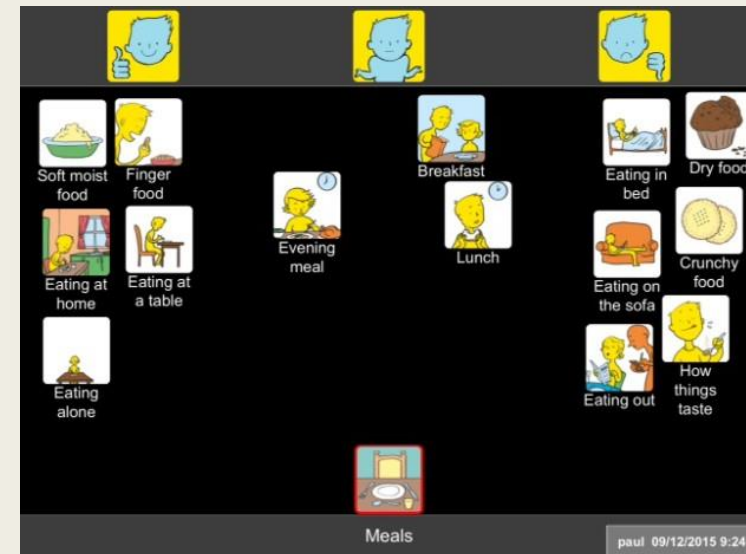 Soft moist
food
Finger
food
Breakfast
Eating in
bed
Dry food
Evening
meal
Lunch
Eating at
home
Eating at
a table
Eating on
the sofa
Crunchy
food
Eating
alone
Eating out
How
things
taste
Meals
paul 09/12/2015 9:24